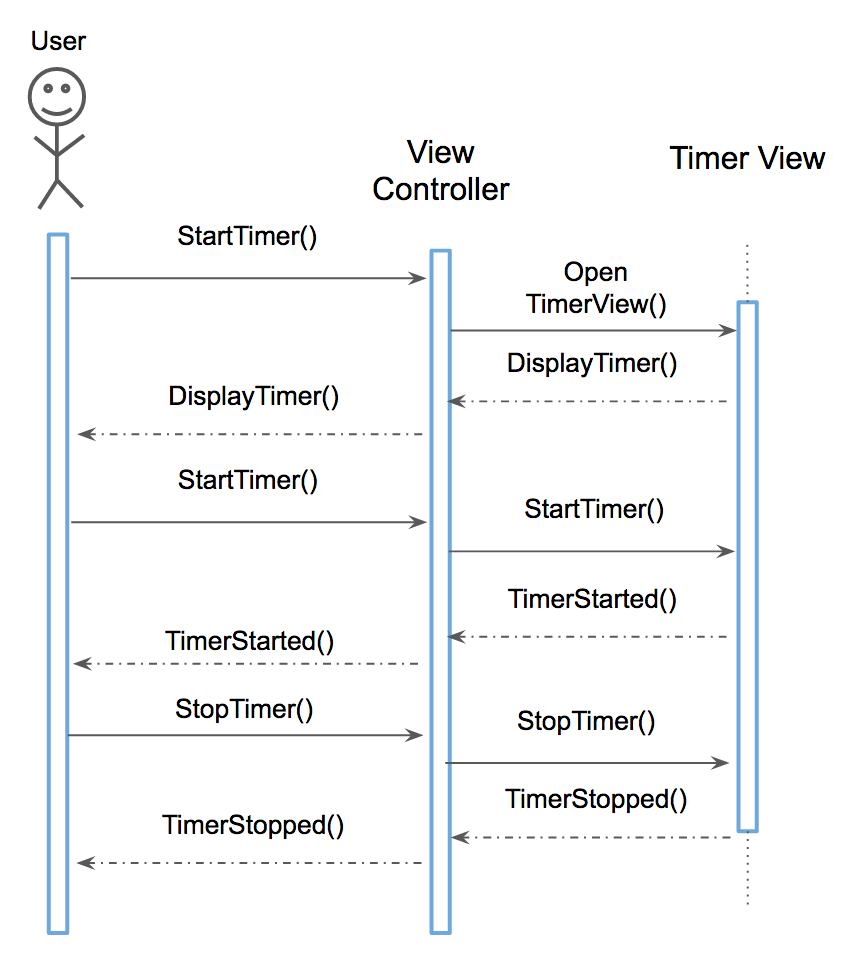 User
View
Controller
Timer View
StartTimer()
Open
TimerView()
DisplayTimer()
DisplayTimer()
StartTimer()
StartTimer()
TimerStarted()
TimerStarted()
StopTimer()
StopTimer()
TimerStopped()
TimerStopped()